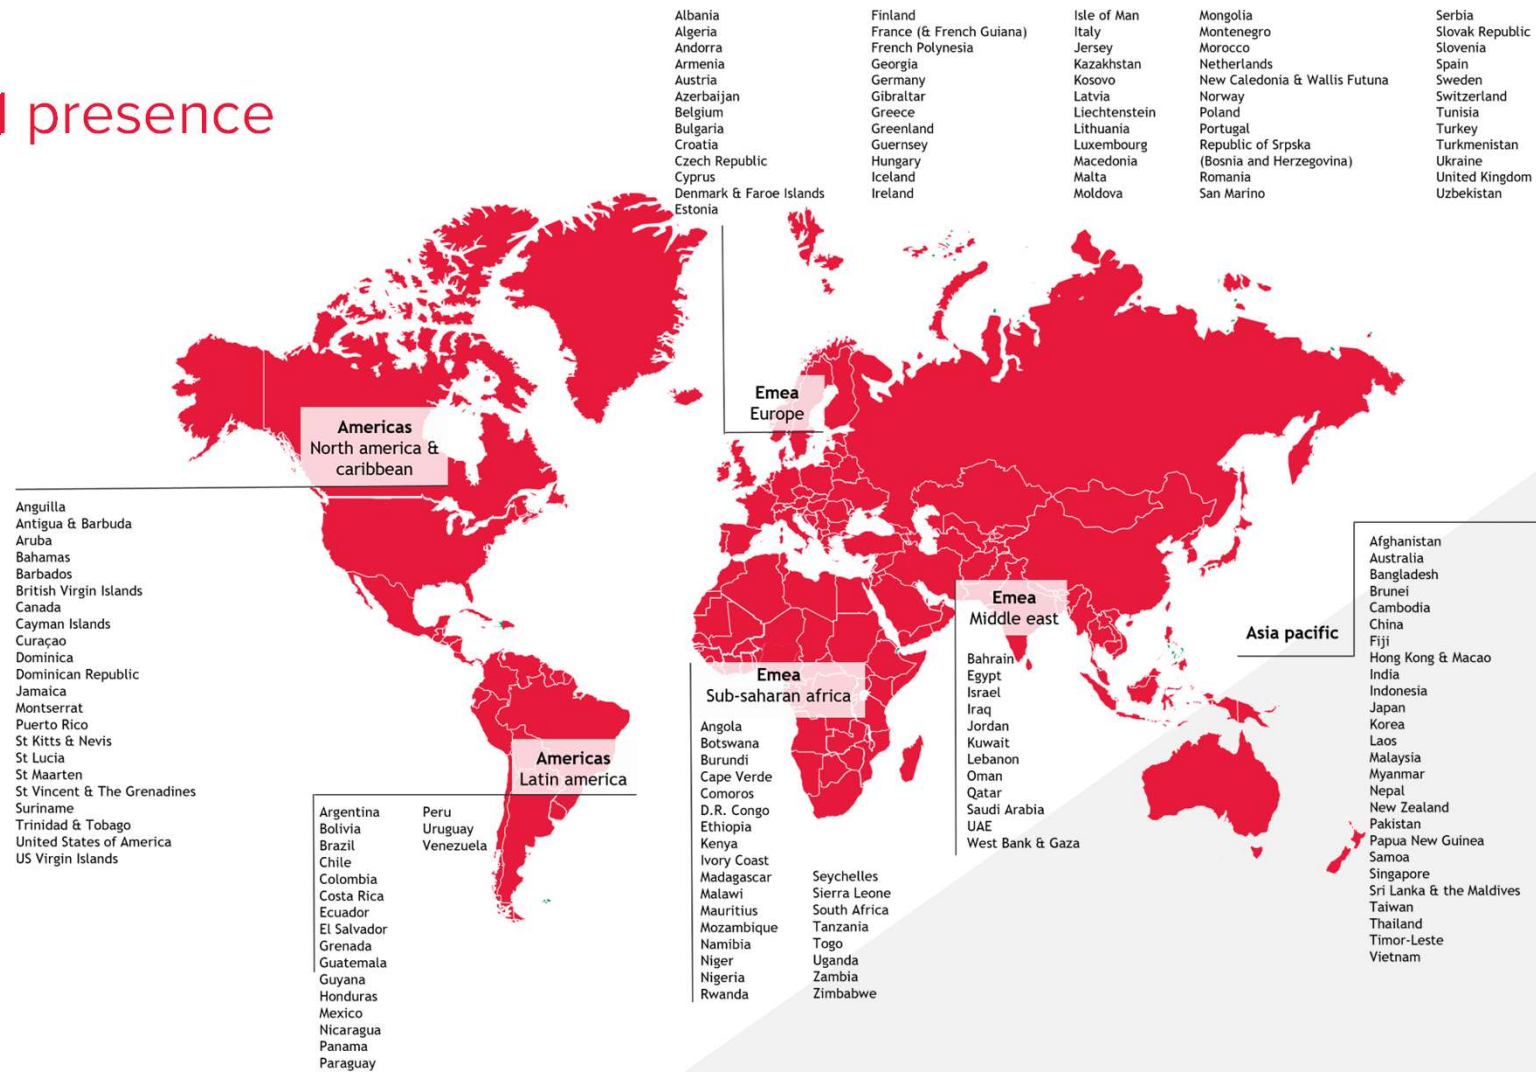 presence
Albania
Algeria
Andorra
Armenia
Austria
Azerbaijan
Belgium
Bulgaria
Croatia
Czech Republic
Cyprus
Denmark & Faroe Islands
Estonia
Finland
France (& French Guiana)
French Polynesia
Georgia
Germany
Gibraltar
Greece
Greenland
Guernsey
Hungary
Iceland
Ireland
Isle of Man
Italy
Jersey
Kazakhstan
Kosovo
Latvia
Liechtenstein
Lithuania
Luxembourg
Macedonia
Malta
Moldova
Mongolia
Montenegro
Morocco
Netherlands
New Caledonia & Wallis Futuna
Norway
Poland
Portugal
Republic of Srpska
(Bosnia and Herzegovina)
Romania
San Marino
Serbia
Slovak Republic
Slovenia
Spain
Sweden
Switzerland
Tunisia
Turkey
Turkmenistan
Ukraine
United Kingdom
Uzbekistan
Emea
Europe
Americas
North america &
caribbean
Anguilla
Antigua & Barbuda
Aruba
Bahamas
Barbados
British Virgin Islands
Canada
Cayman Islands
Curaçao
Dominica
Dominican Republic
Jamaica
Montserrat
Puerto Rico
St Kitts & Nevis
St Lucia
St Maarten
St Vincent & The Grenadines
Suriname
Trinidad & Tobago
United States of America
US Virgin Islands
Americas
Latin america
Argentina
Bolivia
Brazil
Chile
Colombia
Costa Rica
Ecuador
El Salvador
Grenada
Guatemala
Guyana
Honduras
Mexico
Nicaragua
Panama
Paraguay
Peru
Uruguay
Venezuela
Emea
Sub-saharan africa
Angola
Botswana
Burundi
Cape Verde
Comoros
D.R. Congo
Ethiopia
Kenya
Ivory Coast
Madagascar
Malawi
Mauritius
Mozambique
Namibia
Niger
Nigeria
Rwanda
Seychelles
Sierra Leone
South Africa
Tanzania
Togo
Uganda
Zambia
Zimbabwe
Emea
Middle east
Bahrain
Egypt
Israel
Iraq
Jordan
Kuwait
Lebanon
Oman
Qatar
Saudi Arabia
UAE
West Bank & Gaza
Asia pacific
Afghanistan
Australia
Bangladesh
Brunei
Cambodia
China
Fiji
Hong Kong & Macao
India
Indonesia
Japan
Korea
Laos
Malaysia
Myanmar
Nepal
New Zealand
Pakistan
Papua New Guinea
Samoa
Singapore
Sri Lanka & the Maldives
Taiwan
Thailand
Timor-Leste
Vietnam